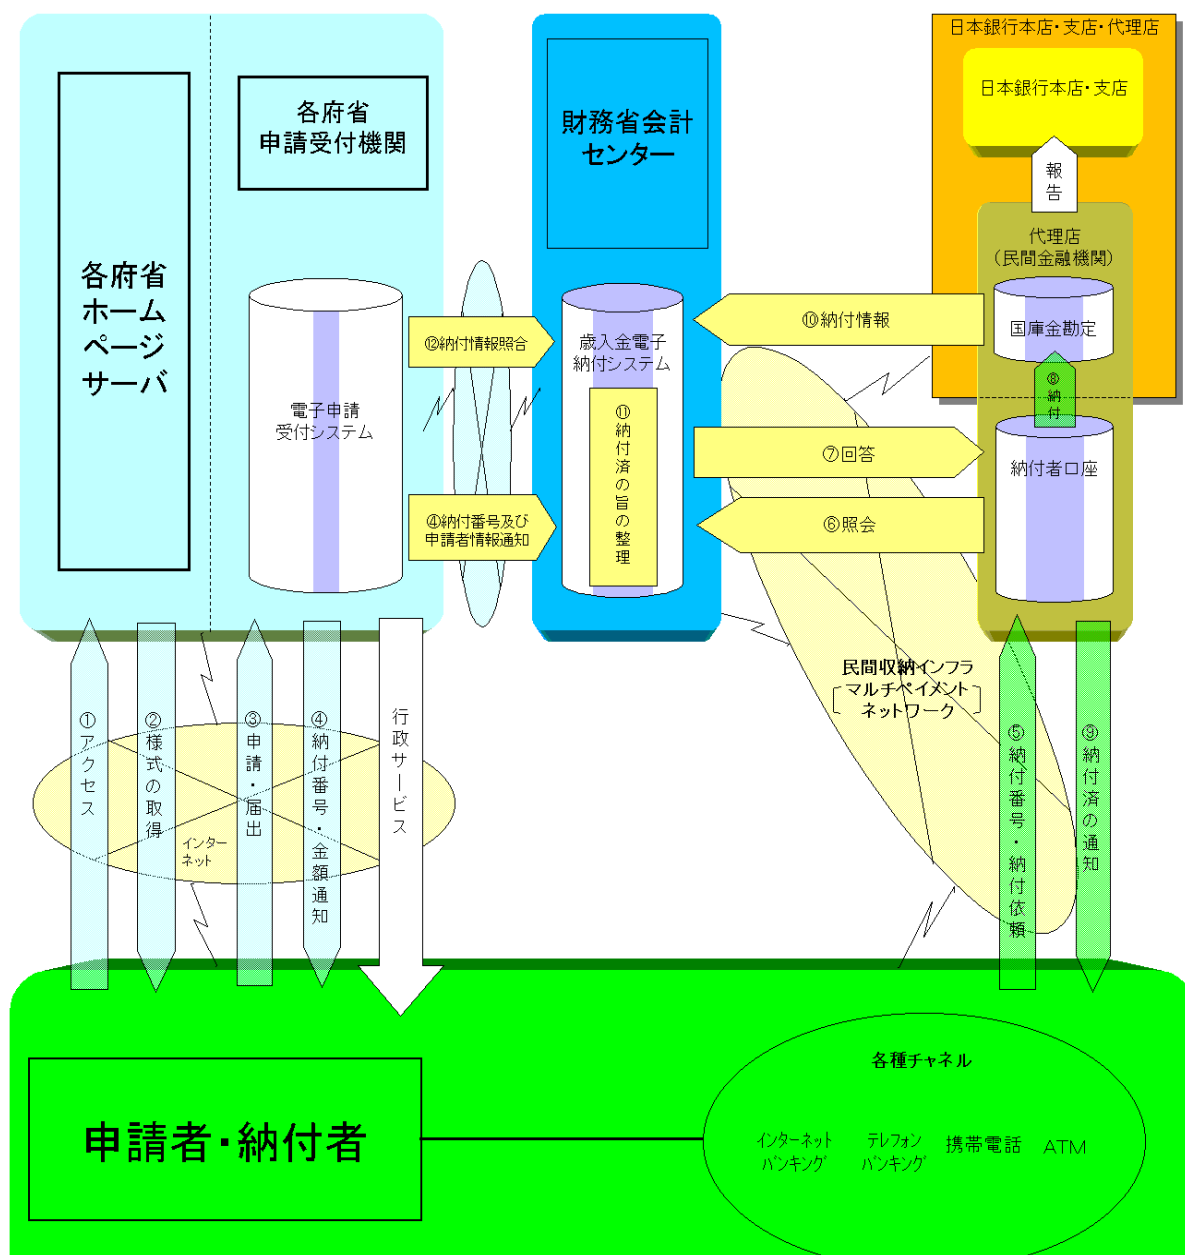 各府省
ホーム
ページ
サーバ
各府省
申請受付機関
電子申請
受付システム
財務省会計
センター
歳入金電子
納付システム
⑪納付済の旨の整理
日本銀行本店・支店・代理店
日本銀行本店・支店
報告
代理店
(民間金融機関)
国庫金勘定
⑧納付
納付者口座
⑫納付情報照合
④納付番号及び
申請者情報通知
⑩納付情報
⑦回答
⑥照会
民間収納インフラ
マルチペイメント
ネットワーク
①アクセス
②様式の取得
③申請・届出
④納付番号・金額通知
行政サービス
インター
ネット
⑤納付番号・納付依頼
⑨納付済の通知
申請者・納付者
各種チャネル
インターネット
バンキング
テレフォン
バンキング
携帯電話
ATM